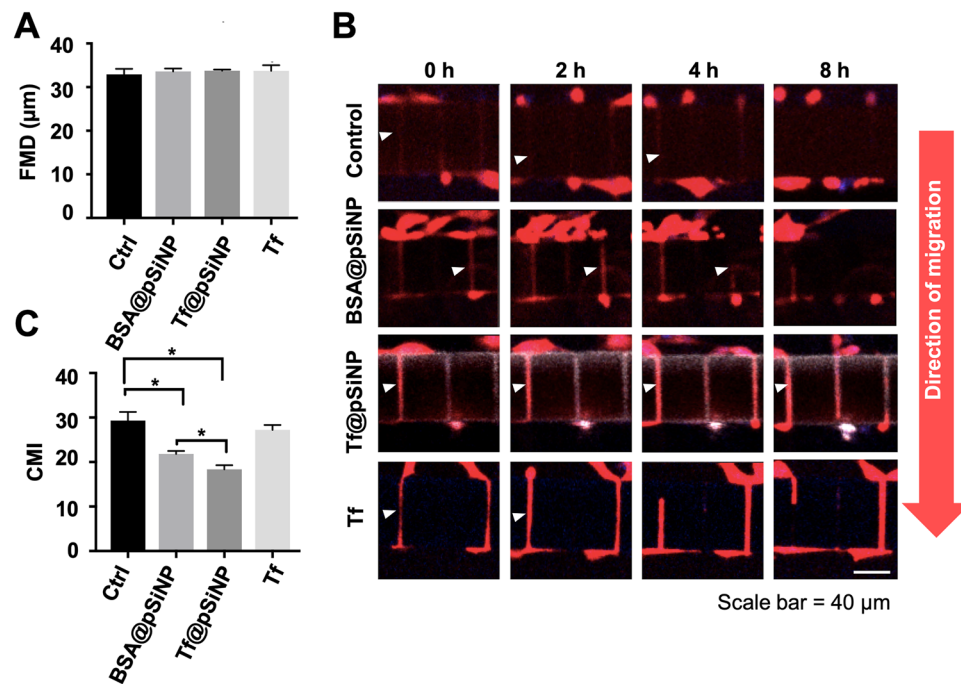 A
FMD (µm)
40
30
20
10
0
Ctrl
BSA@pSiNP
Tf@pSiNP
Tf
B
0 h
2 h
4 h
8 h
Control
BSA@pSiNP
Tf@pSiNP
Tf
Direction of migration
Scale bar = 40 µm
C
CMI
40
30
20
10
0
*
*
*
Ctrl
BSA@pSiNP
Tf@pSiNP
Tf